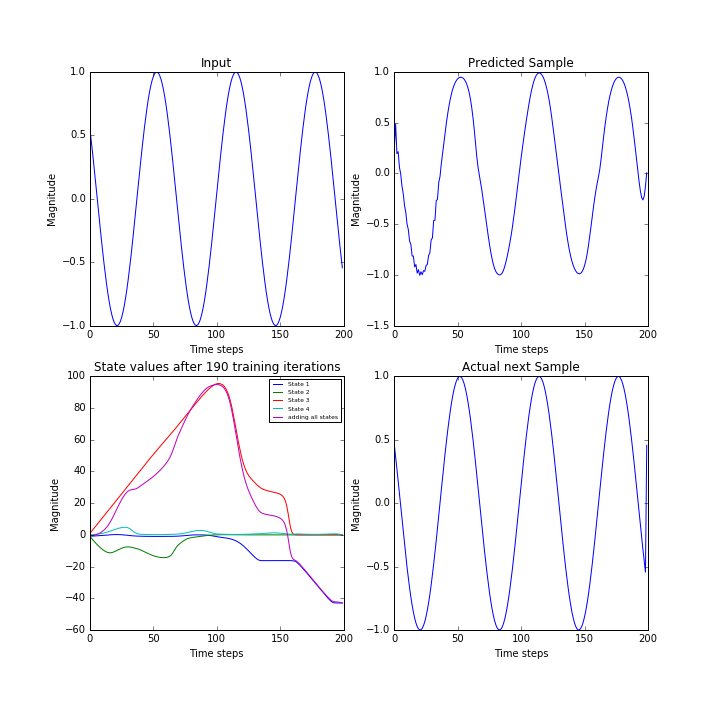 Input
1.0
0.5
0.0
−0.5
−1.0
Magnitude
0
50
100
150
200
Time steps
Predicted Sample
1.0
0.5
0.0
−0.5
−1.0
−1.5
Magnitude
0
50
100
150
200
Time steps
State values after 190 training iterations
100
80
60
40
20
0
−20
−40
−60
Magnitude
State 1
State 2
State 3
State 4
adding all states
0
50
100
150
200
Time steps
Actual next Sample
1.0
0.5
0.0
−0.5
−1.0
Magnitude
0
50
100
150
200
Time steps